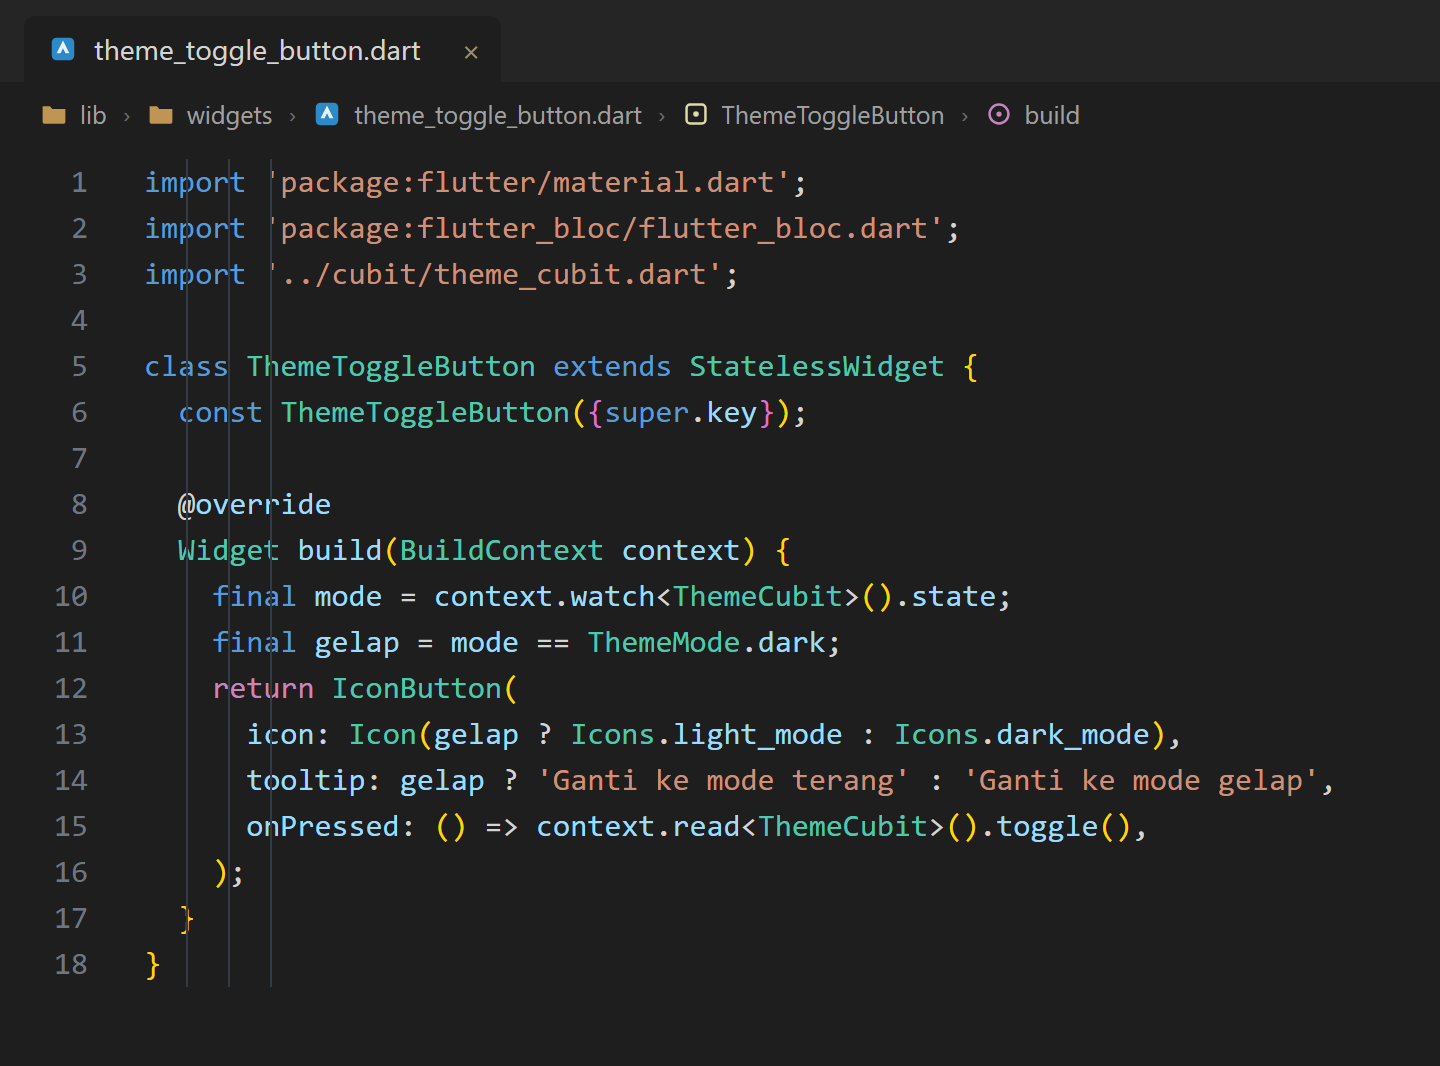 theme_toggle_button.dart ×
lib › widgets › theme_toggle_button.dart › ThemeToggleButton › build
1 import 'package:flutter/material.dart';
2 import 'package:flutter_bloc/flutter_bloc.dart';
3 import '../cubit/theme_cubit.dart';
4
5 class ThemeToggleButton extends StatelessWidget {
6   const ThemeToggleButton({super.key});
7
8   @override
9   Widget build(BuildContext context) {
10     final mode = context.watch<ThemeCubit>().state;
11     final gelap = mode == ThemeMode.dark;
12     return IconButton(
13       icon: Icon(gelap ? Icons.light_mode : Icons.dark_mode),
14       tooltip: gelap ? 'Ganti ke mode terang' : 'Ganti ke mode gelap',
15       onPressed: () => context.read<ThemeCubit>().toggle(),
16     );
17   }
18 }